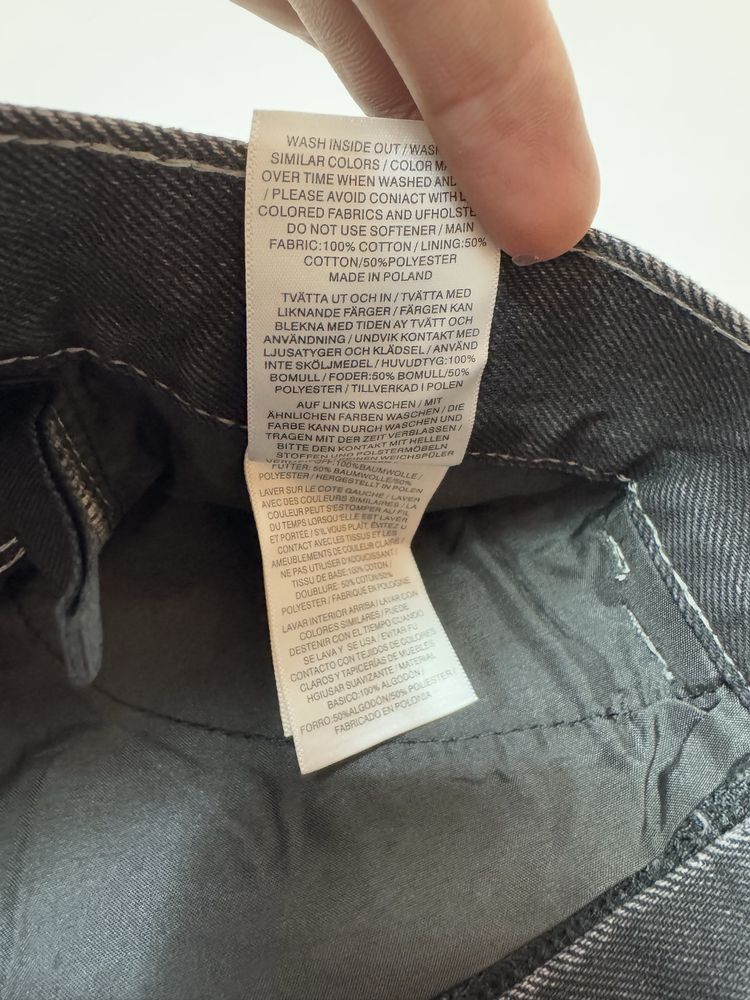 WASH INSIDE OUT / WASH
SIMILAR COLORS / COLOR MA
OVER TIME WHEN WASHED AND
/ PLEASE AVOID CONIACT WITH L
COLORED FABRICS AND UFHOLSTE
DO NOT USE SOFTENER / MAIN
FABRIC:100% COTTON / LINING:50%
COTTON/50%POLYESTER
MADE IN POLAND
TVÄTTA UT OCH IN / TVÄTTA MED
LIKNANDE FÄRGER / FÄRGEN KAN
BLEKNA MED TIDEN AY TVÄTT OCH
ANVÄNDNING / UNDVIK KONTAKT MED
LJUSATYGER OCH KLÄDSEL / ANVÄND
INTE SKÖLJMEDEL / HUVUDTYG:100%
BOMULL / FODER:50% BOMULL/50%
POLYESTER / TILLVERKAD I POLEN
AUF LINKS WASCHEN / MIT
ÄHNLICHEN FARBEN WASCHEN / DIE
FARBE KANN DURCH WASCHEN UND
TRAGEN MIT DER ZEIT VERBLASSEN /
BITTE DEN KONTAKT MIT HELLEN
STOFFEN UND POLSTERMÖBELN
WEICHSPÜLER
100%BAUMWOLLE /
FUTTER: 50% BAUMWOLLE/50%
POLYESTER / HERGESTELLT IN POLEN
LAVER SUR LE COTE GAUCHE / LAVER
AVEC DES COULEURS SIMILAIRES / LA
COULEUR PEUT S'ESTOMPER AU FIL
DU TEMPS LORSQU'ELLE EST LAVER
ET PORTÉE / S'IL VOUS PLAIT, ÉVITEZ U
CONTACT AVEC LES TISSUS ET LES
AMEUBLEMENTS DE COULEUR CLAIRE /
NE PAS UTILISER D'ADOUCISSANT /
TISSU DE BASE:100% COTON /
DOUBLURE: 50% COTON/50%
POLYESTER / FABRIQUÉ EN POLOGNE
LAVAR INTERIOR ARRIBA / LAVAR CON
COLORES SIMILARES / PUEDE
DESTENIR CON EL TIEMPO CUANDO
SE LAVA Y SE USA / EVITAR FU
CONTACTO CON TEJIDOS DE COLORES
CLAROS Y TAPICERÍAS DE MUEBLES
HGIUSAR SUAVIZANTE / MATERIAL
BASICO:100% ALGODÓN /
FORRO:50%ALGODÓN/50% POLIESTER /
FABRICADO EN POLONIA